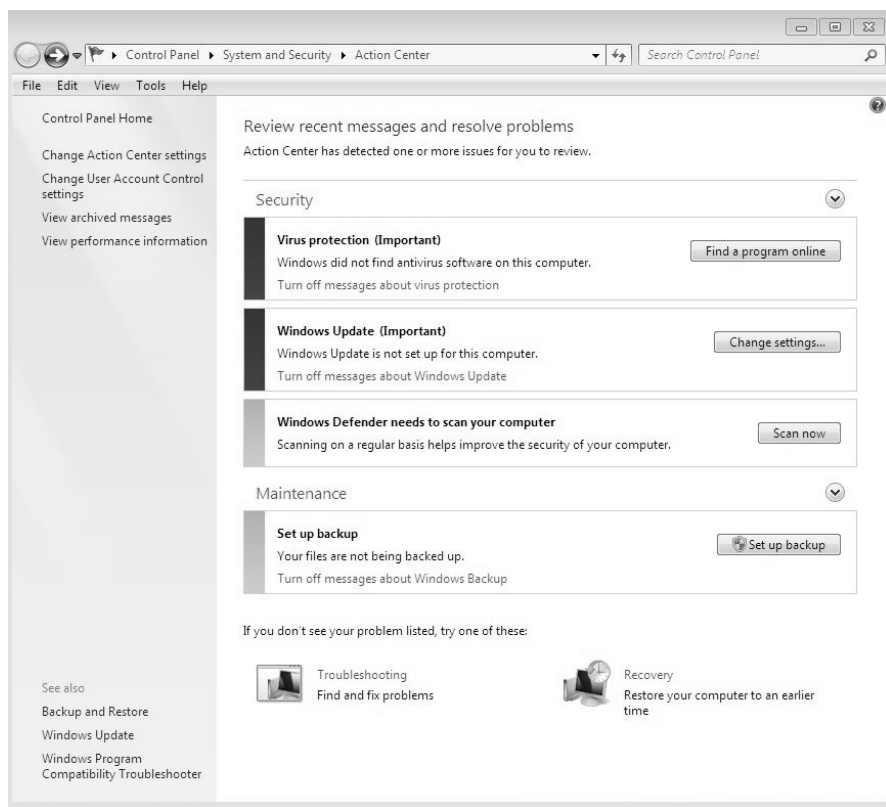 Control Panel System and Security Action Center
Search Control Panel
File Edit View Tools Help
Control Panel Home
Change Action Center settings
Change User Account Control
settings
View archived messages
View performance information
See also
Backup and Restore
Windows Update
Windows Program
Compatibility Troubleshooter
Review recent messages and resolve problems
Action Center has detected one or more issues for you to review.
Security
Virus protection (Important)
Windows did not find antivirus software on this computer.
Turn off messages about virus protection
Find a program online
Windows Update (Important)
Windows Update is not set up for this computer.
Turn off messages about Windows Update
Change settings...
Windows Defender needs to scan your computer
Scanning on a regular basis helps improve the security of your computer.
Scan now
Maintenance
Set up backup
Your files are not being backed up.
Turn off messages about Windows Backup
Set up backup
If you don't see your problem listed, try one of these:
Troubleshooting
Find and fix problems
Recovery
Restore your computer to an earlier
time